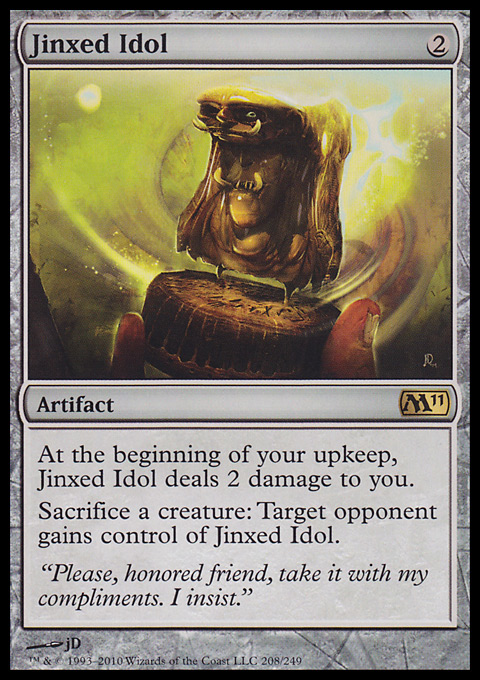 Jinxed Idol 2
Artifact M11
At the beginning of your upkeep,
Jinxed Idol deals 2 damage to you.
Sacrifice a creature: Target opponent
gains control of Jinxed Idol.
“Please, honored friend, take it with my
compliments. I insist.”
jD
™ & © 1993–2010 Wizards of the Coast LLC 208/249